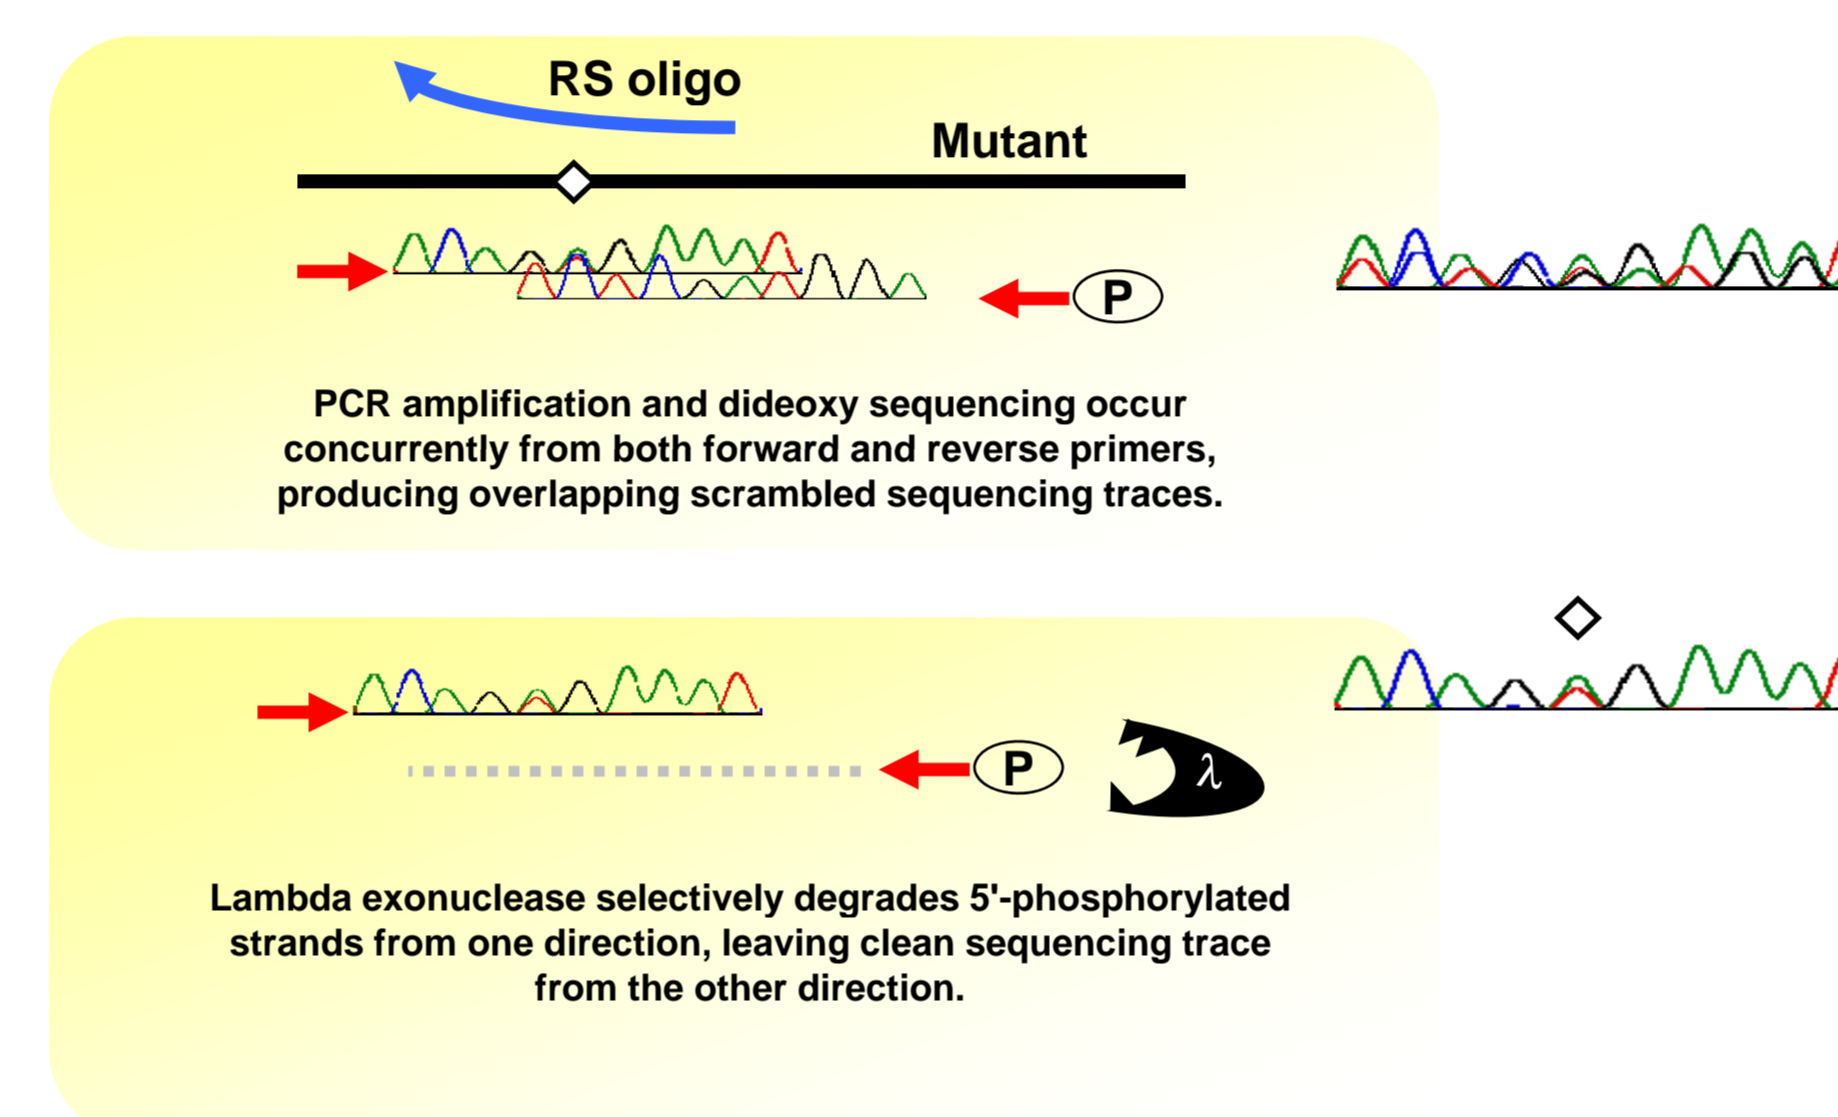 RS oligo
Mutant
P
PCR amplification and dideoxy sequencing occur
concurrently from both forward and reverse primers,
producing overlapping scrambled sequencing traces.
P
λ
Lambda exonuclease selectively degrades 5'-phosphorylated
strands from one direction, leaving clean sequencing trace
from the other direction.